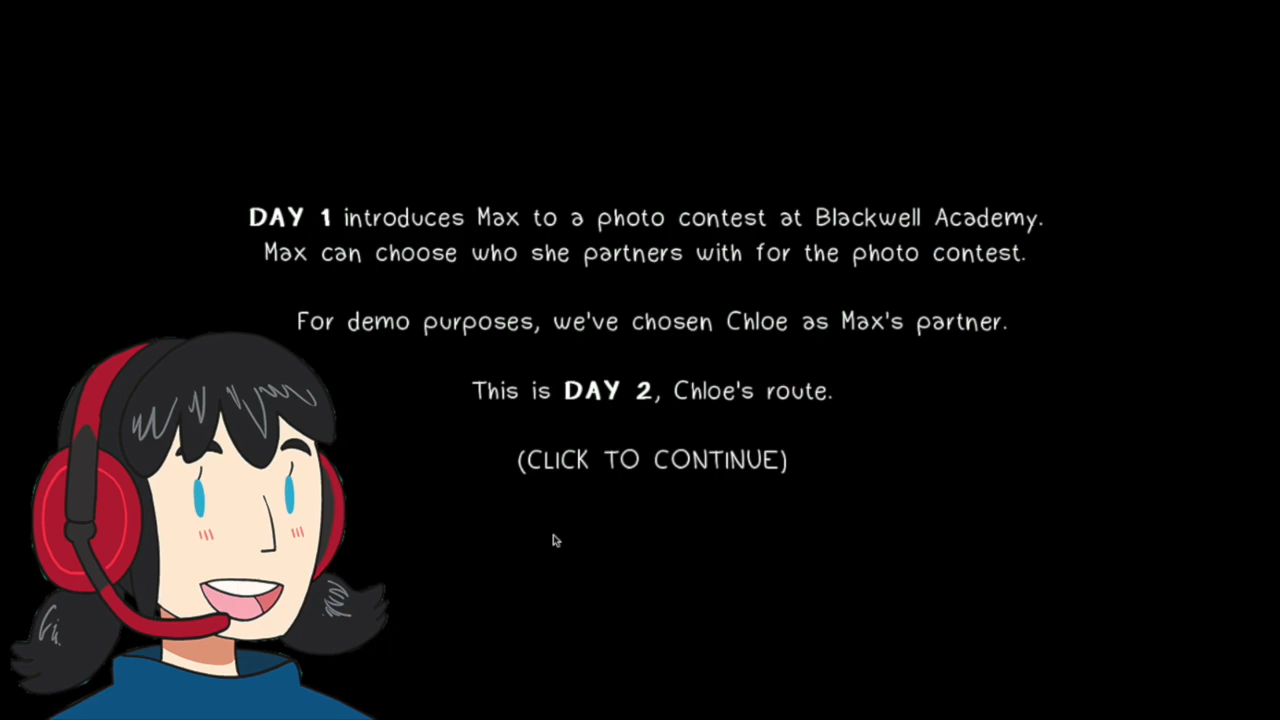 DAY 1 introduces Max to a photo contest at Blackwell Academy.
Max can choose who she partners with for the photo contest.
For demo purposes, we've chosen Chloe as Max's partner.
This is DAY 2, Chloe's route.
(CLICK TO CONTINUE)